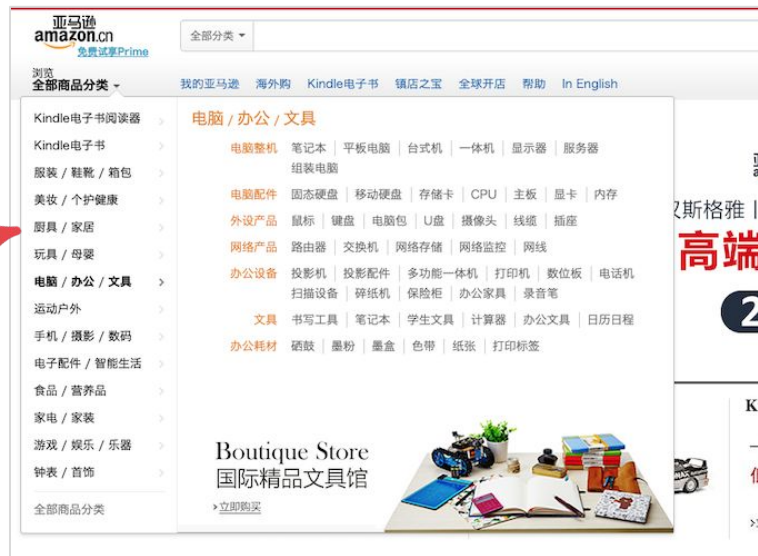 亚马逊
amazon.cn
免费试享Prime
全部分类
浏览
全部商品分类
我的亚马逊 海外购 Kindle电子书 镇店之宝 全球开店 帮助 In English
Kindle电子书阅读器
Kindle电子书
服装 / 鞋靴 / 箱包
美妆 / 个护健康
厨具 / 家居
玩具 / 母婴
电脑 / 办公 / 文具
运动户外
手机 / 摄影 / 数码
电子配件 / 智能生活
食品 / 营养品
家电 / 家装
游戏 / 娱乐 / 乐器
钟表 / 首饰
全部商品分类
电脑 / 办公 / 文具
电脑整机 笔记本 | 平板电脑 | 台式机 | 一体机 | 显示器 | 服务器
组装电脑
电脑配件 固态硬盘 | 移动硬盘 | 存储卡 | CPU | 主板 | 显卡 | 内存
外设产品 鼠标 | 键盘 | 电脑包 | U盘 | 摄像头 | 线缆 | 插座
网络产品 路由器 | 交换机 | 网络存储 | 网络监控 | 网线
办公设备 投影机 | 投影配件 | 多功能一体机 | 打印机 | 数位板 | 电话机
扫描设备 | 碎纸机 | 保险柜 | 办公家具 | 录音笔
文具 书写工具 | 笔记本 | 学生文具 | 计算器 | 办公文具 | 日历日程
办公耗材 硒鼓 | 墨粉 | 墨盒 | 色带 | 纸张 | 打印标签
Boutique Store
国际精品文具馆
›立即购买
斯格雅 |
高端
2
K